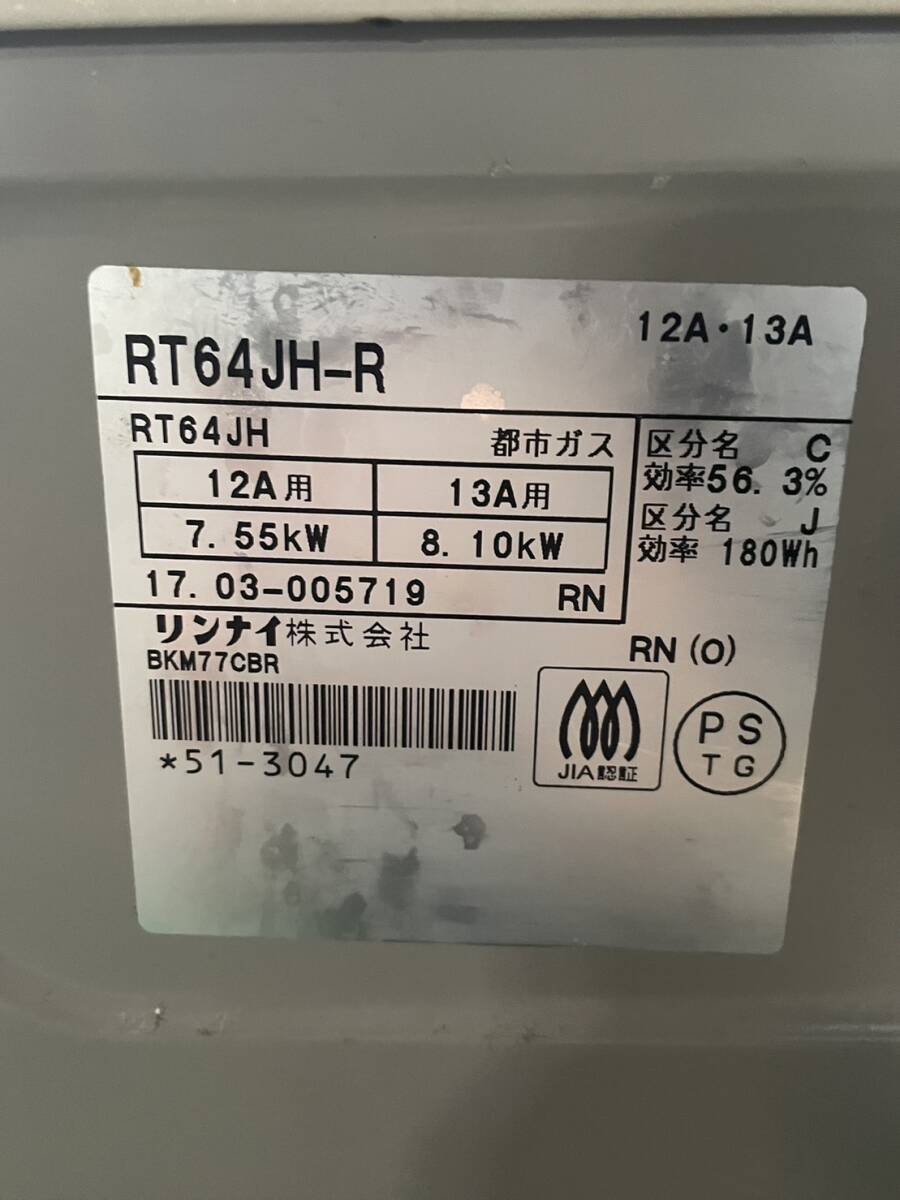 12A・13A
RT64JH-R
RT64JH 都市ガス
12A用 13A用
7.55kW 8.10kW
17.03-005719 RN
区分名 C
効率56.3%
区分名 J
効率 180Wh
リンナイ株式会社
BKM77CBR
RN(O)
*51-3047
JIA認証
PS
TG